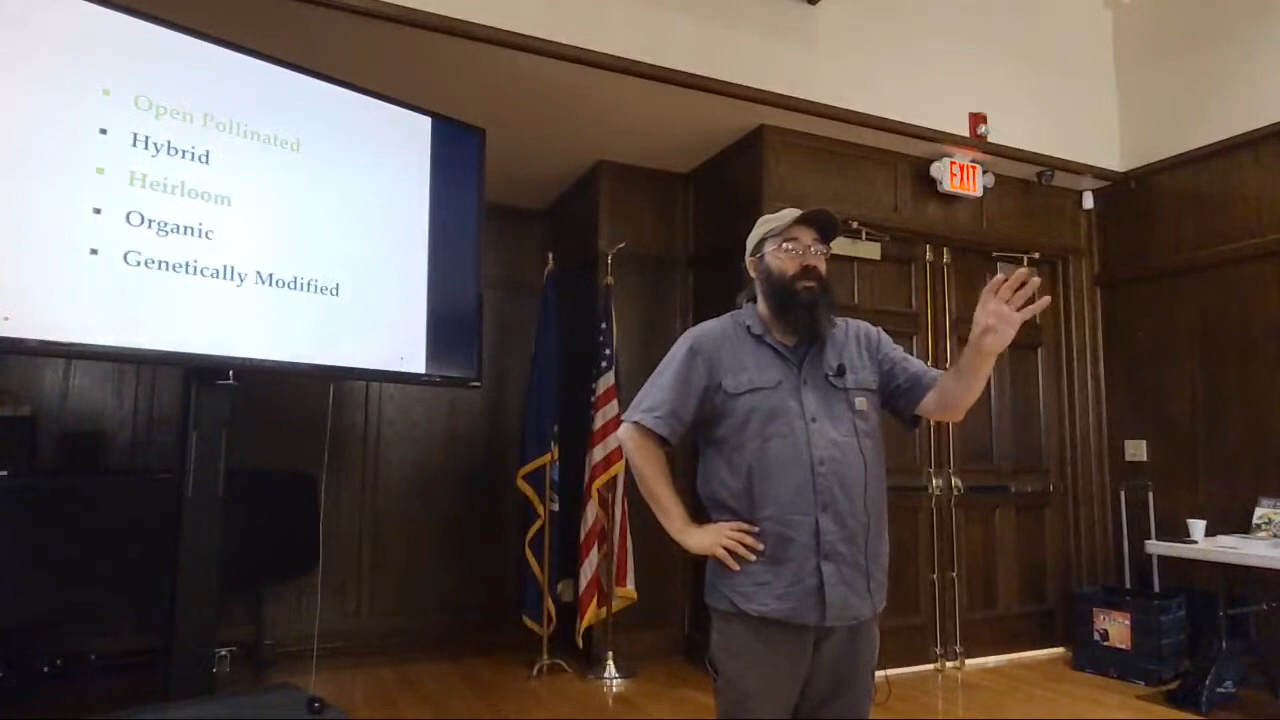 Open Pollinated
Hybrid
Heirloom
Organic
Genetically Modified
EXIT